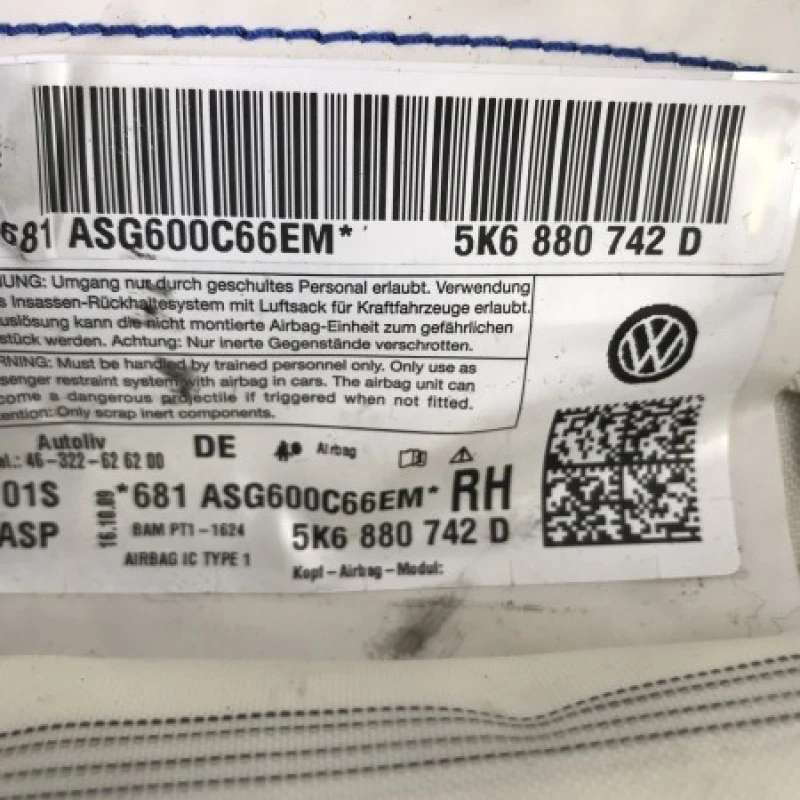 681 ASG600C66EM* 5K6 880 742 D
NUNG: Umgang nur durch geschultes Personal erlaubt. Verwendung
s Insassen-Rückhaltesystem mit Luftsack für Kraftfahrzeuge erlaubt.
uslösung kann die nicht montierte Airbag-Einheit zum gefährlichen
stück werden. Achtung: Nur inerte Gegenstände verschrotten.
RNING: Must be handled by trained personnel only. Only use as
senger restraint system with airbag in cars. The airbag unit can
come a dangerous projectile if triggered when not fitted.
tention: Only scrap inert components.
Autoliv DE Airbag
al.: 46-322-62 62 00
01S *681 ASG600C66EM* RH
ASP 16.10.09 BAM PT1-1624 5K6 880 742 D
AIRBAG IC TYPE 1 Kopf-Airbag-Modul: